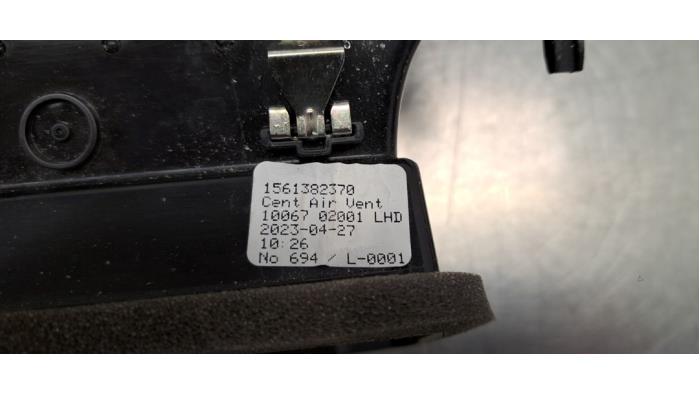 1561382370
Cent Air Vent
10067 02001 LHD
2023-04-27
10:26
No 694 / L-0001